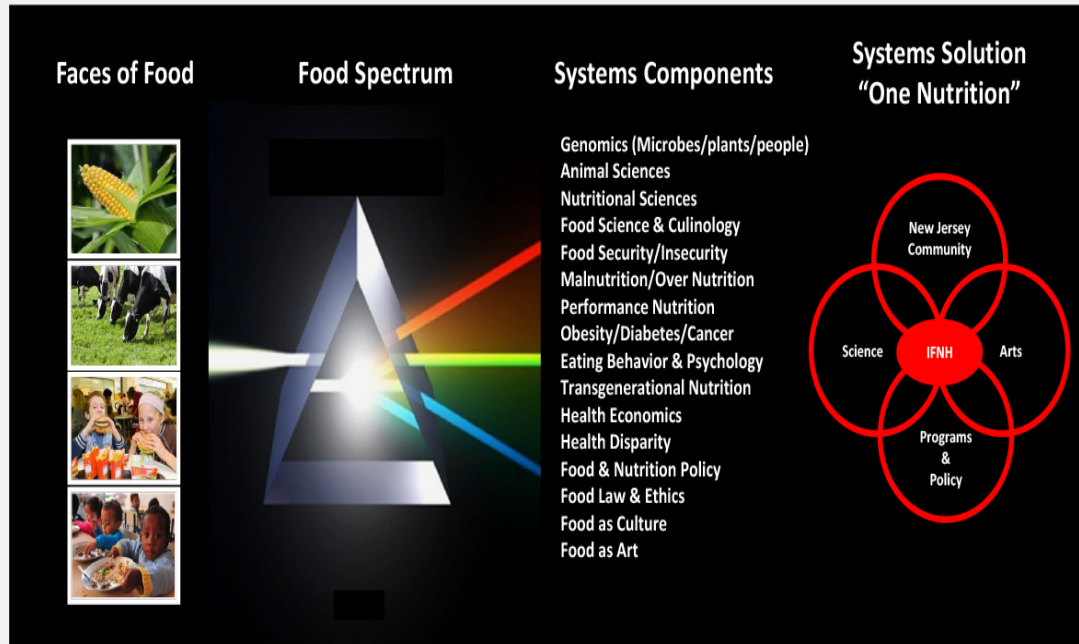 Faces of Food
Food Spectrum
Systems Components
Systems Solution
“One Nutrition”
Genomics (Microbes/plants/people)
Animal Sciences
Nutritional Sciences
Food Science & Culinology
Food Security/Insecurity
Malnutrition/Over Nutrition
Performance Nutrition
Obesity/Diabetes/Cancer
Eating Behavior & Psychology
Transgenerational Nutrition
Health Economics
Health Disparity
Food & Nutrition Policy
Food Law & Ethics
Food as Culture
Food as Art
New Jersey
Community
Science
IFNH
Arts
Programs
&
Policy